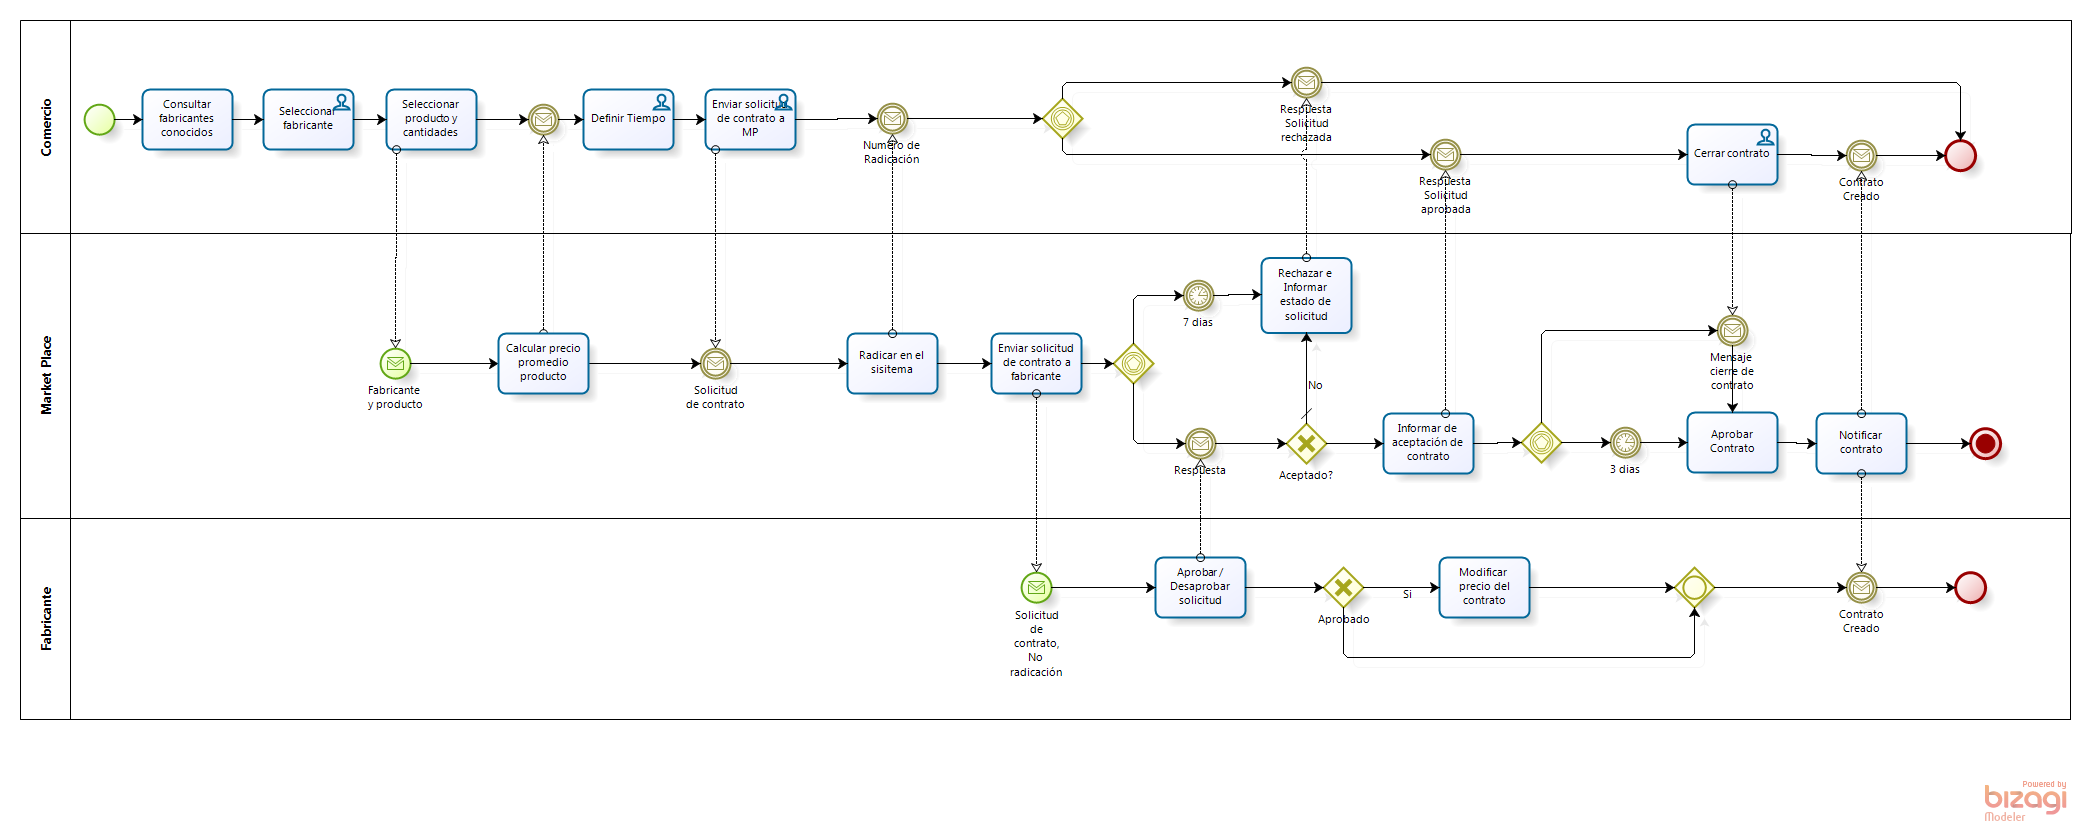 Comercio
Consultar
fabricantes
conocidos
Seleccionar
fabricante
Seleccionar
producto y
cantidades
Definir Tiempo
Enviar solicitud
de contrato a
MP
Numero de
Radicación
Respuesta
Solicitud
rechazada
Respuesta
Solicitud
aprobada
Cerrar contrato
Contrato
Creado
Market Place
Fabricante
y producto
Calcular precio
promedio
producto
Solicitud
de contrato
Radicar en el
sisitema
Enviar solicitud
de contrato a
fabricante
7 dias
Rechazar e
Informar
estado de
solicitud
No
Respuesta
Aceptado?
Informar de
aceptación de
contrato
3 dias
Mensaje
cierre de
contrato
Aprobar
Contrato
Notificar
contrato
Fabricante
Solicitud
de
contrato,
No
radicación
Aprobar/
Desaprobar
solicitud
Aprobado
Si
Modificar
precio del
contrato
Contrato
Creado
Powered by
bizagi
Modeler